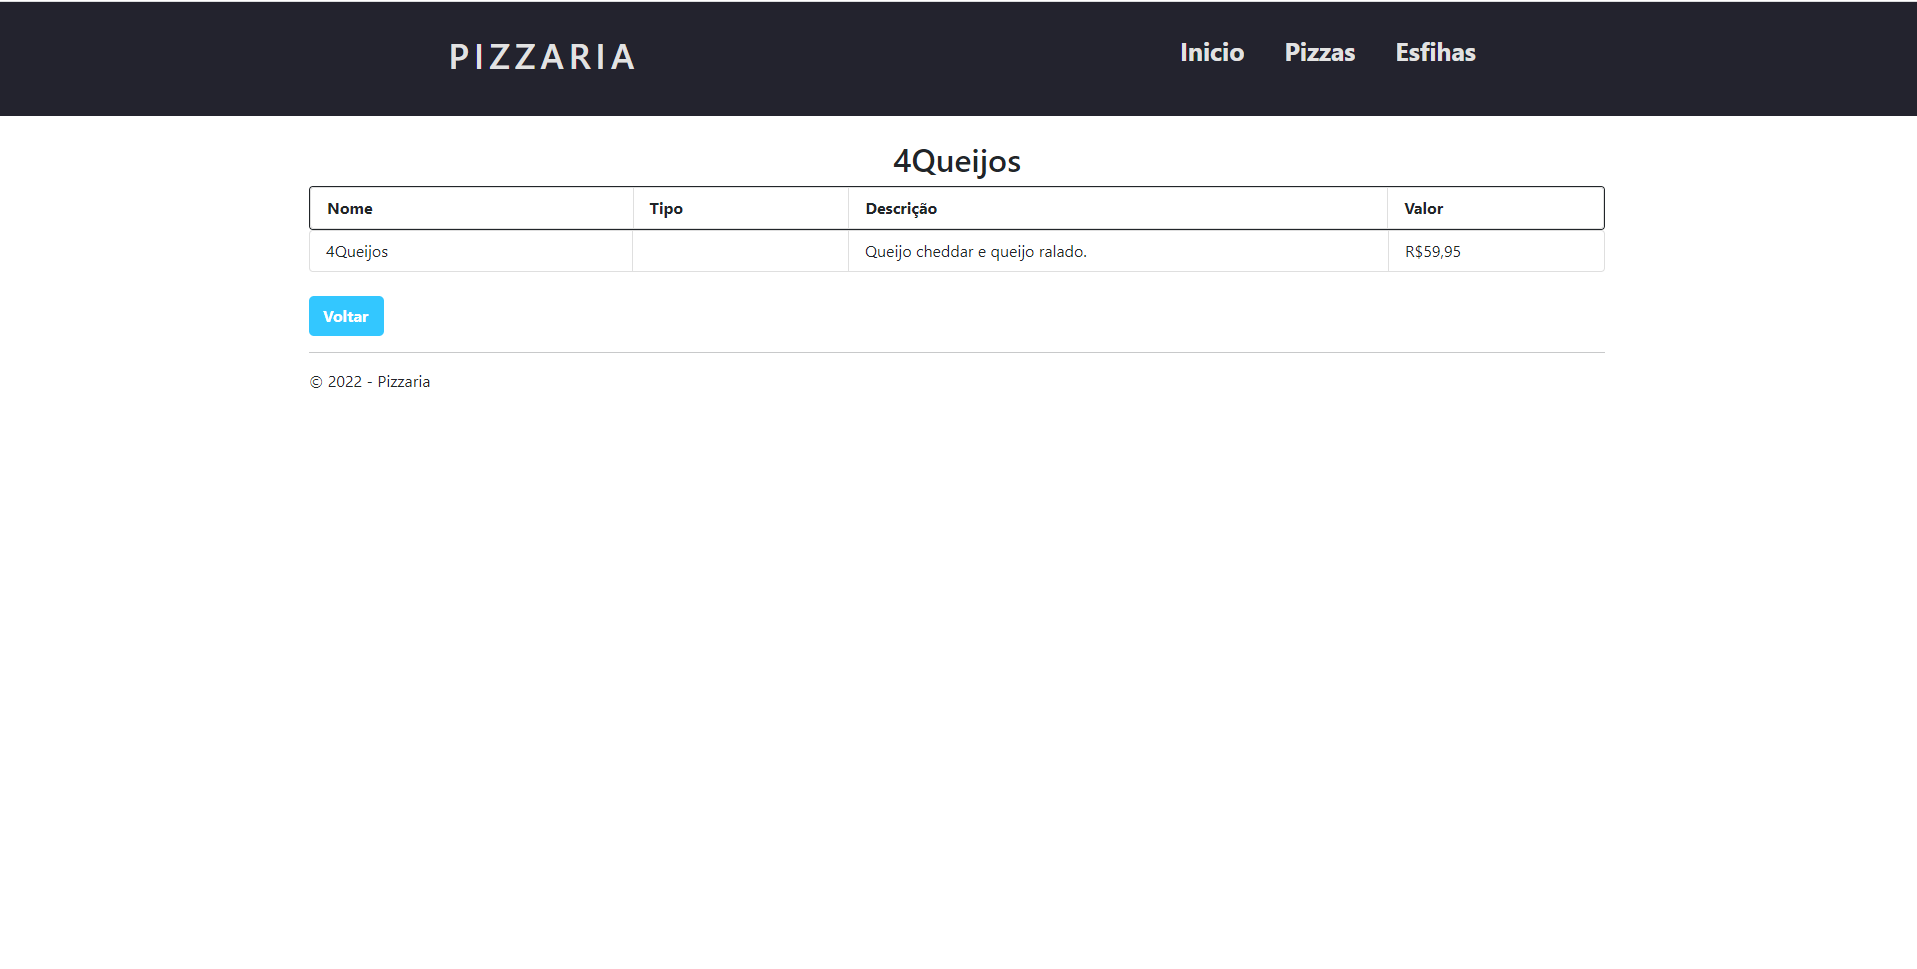 PIZZARIA Inicio Pizzas Esfihas
4Queijos
Nome Tipo Descrição Valor
4Queijos Queijo cheddar e queijo ralado. R$59,95
Voltar
© 2022 - Pizzaria